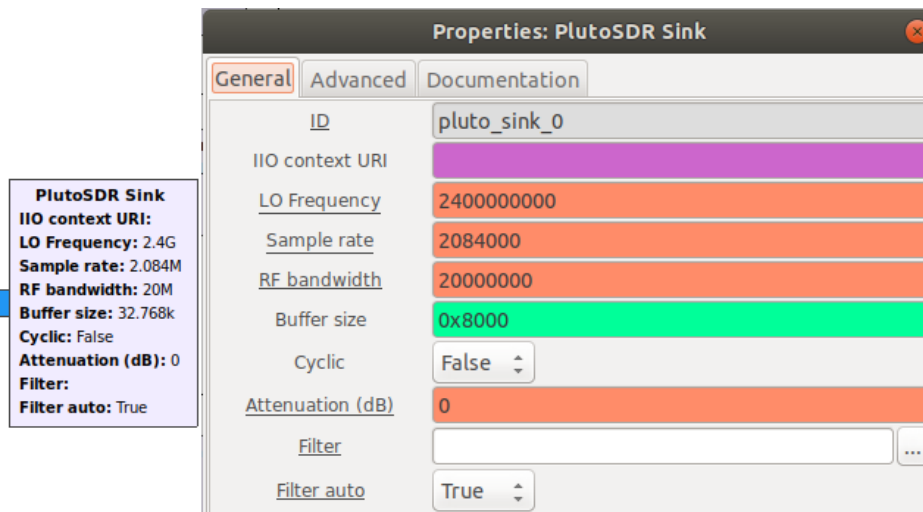 PlutoSDR Sink
IIO context URI:
LO Frequency: 2.4G
Sample rate: 2.084M
RF bandwidth: 20M
Buffer size: 32.768k
Cyclic: False
Attenuation (dB): 0
Filter:
Filter auto: True
Properties: PlutoSDR Sink
General Advanced Documentation
ID pluto_sink_0
IIO context URI
LO Frequency 2400000000
Sample rate 2084000
RF bandwidth 20000000
Buffer size 0x8000
Cyclic False
Attenuation (dB) 0
Filter ...
Filter auto True